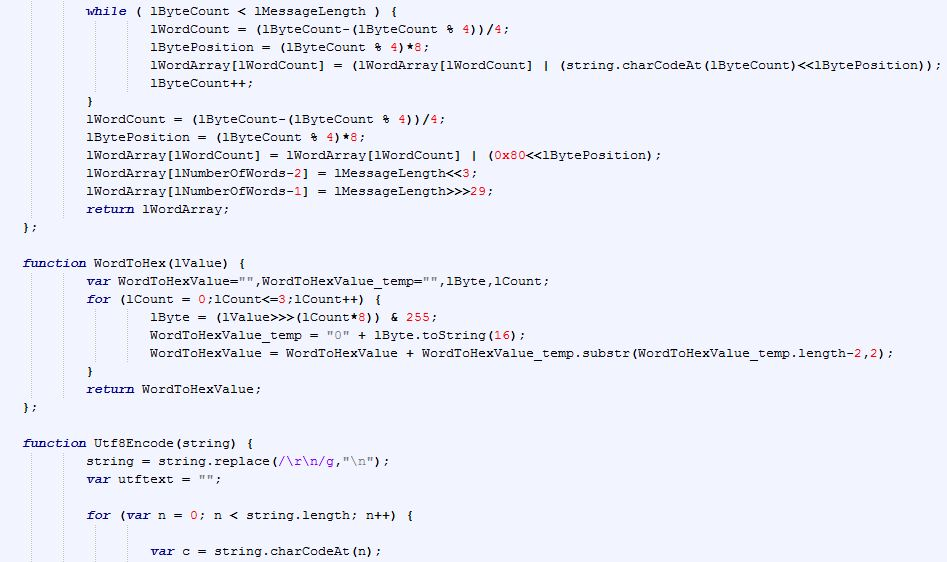 while ( lByteCount < lMessageLength ) {
lWordCount = (lByteCount-(lByteCount % 4))/4;
lBytePosition = (lByteCount % 4)*8;
lWordArray[lWordCount] = (lWordArray[lWordCount] | (string.charCodeAt(lByteCount)<<lBytePosition));
lByteCount++;
}
lWordCount = (lByteCount-(lByteCount % 4))/4;
lBytePosition = (lByteCount % 4)*8;
lWordArray[lWordCount] = lWordArray[lWordCount] | (0x80<<lBytePosition);
lWordArray[lNumberOfWords-2] = lMessageLength<<3;
lWordArray[lNumberOfWords-1] = lMessageLength>>>29;
return lWordArray;
};
function WordToHex(lValue) {
var WordToHexValue="",WordToHexValue_temp="",lByte,lCount;
for (lCount = 0;lCount<=3;lCount++) {
lByte = (lValue>>>(lCount*8)) & 255;
WordToHexValue_temp = "0" + lByte.toString(16);
WordToHexValue = WordToHexValue + WordToHexValue_temp.substr(WordToHexValue_temp.length-2,2);
}
return WordToHexValue;
};
function Utf8Encode(string) {
string = string.replace(/\r\n/g,"\n");
var utftext = "";
for (var n = 0; n < string.length; n++) {
var c = string.charCodeAt(n);